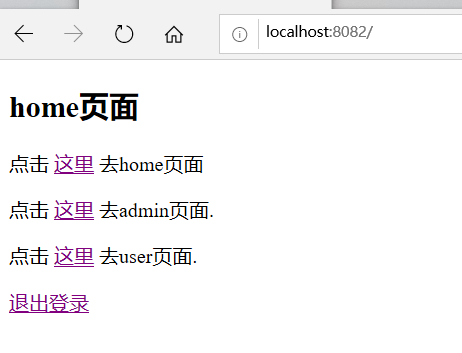 localhost:8082/
home页面
点击 这里 去home页面
点击 这里 去admin页面.
点击 这里 去user页面.
退出登录